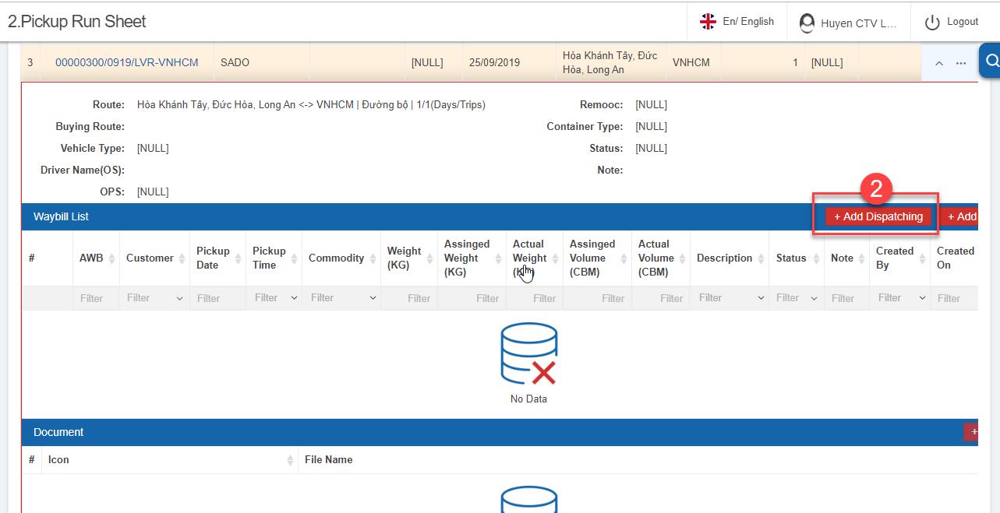 2.Pickup Run Sheet
En/ English
Huyen CTV L...
Logout
3 00000300/0919/LVR-VNHCM SADO [NULL] 25/09/2019 Hòa Khánh Tây, Đức Hòa, Long An VNHCM 1 [NULL] ...
Route: Hòa Khánh Tây, Đức Hòa, Long An <-> VNHCM | Đường bộ | 1/1(Days/Trips)
Remooc: [NULL]
Buying Route:
Container Type: [NULL]
Vehicle Type: [NULL]
Status: [NULL]
Driver Name(OS):
Note:
OPS: [NULL]
2
Waybill List
+ Add Dispatching
+ Add
# AWB Customer Pickup Date Pickup Time Commodity Weight (KG) Assinged Weight (KG) Actual Weight (KG) Assinged Volume (CBM) Actual Volume (CBM) Description Status Note Created By Created On
Filter Filter Filter Filter Filter Filter Filter Filter Filter Filter Filter Filter Filter Filter Filter
No Data
Document
+
# Icon File Name